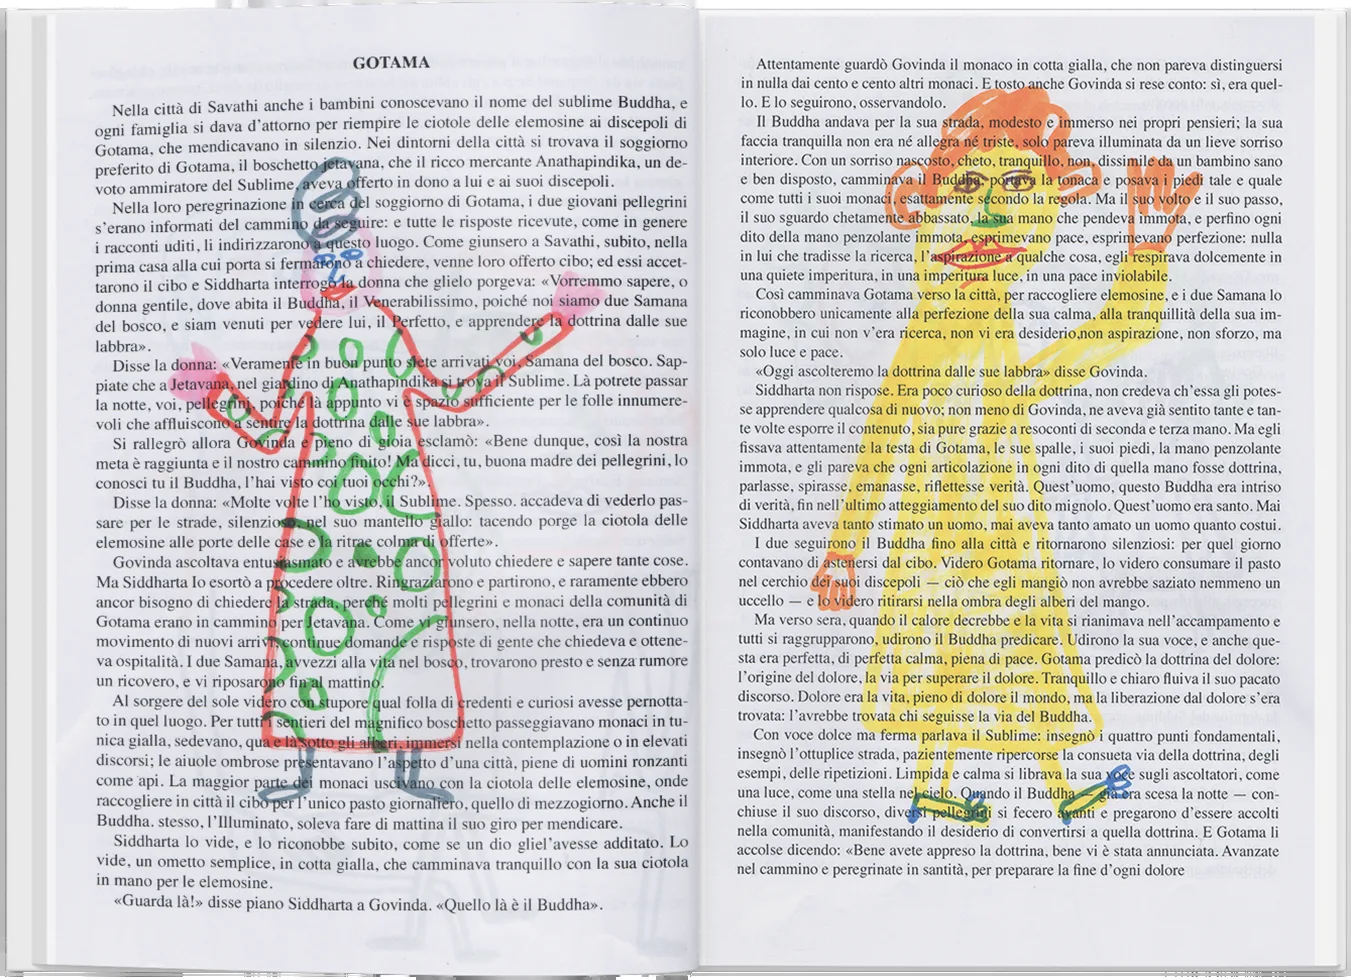 GOTAMA
Nella città di Savathi anche i bambini conoscevano il nome del sublime Buddha, e
ogni famiglia si dava d'attorno per riempire le ciotole delle elemosine ai discepoli di
Gotama, che mendicavano in silenzio. Nei dintorni della città si trovava il soggiorno
preferito di Gotama, il boschetto jetavana, che il ricco mercante Anathapindika, un de-
voto ammiratore del Sublime, aveva offerto in dono a lui e ai suoi discepoli.
Nella loro peregrinazione in cerca del soggiorno di Gotama, i due giovani pellegrini
s'erano informati del cammino da seguire: e tutte le risposte ricevute, come in genere
i racconti uditi, li indirizzarono a questo luogo. Come giunsero a Savathi, subito, nella
prima casa alla cui porta si fermarono a chiedere, venne loro offerto cibo; ed essi accet-
tarono il cibo e Siddharta interrogò la donna che glielo porgeva: «Vorremmo sapere, o
donna gentile, dove abita il Buddha, il Venerabilissimo, poiché noi siamo due Samana
del bosco, e siam venuti per vedere lui, il Perfetto, e apprendere la dottrina dalle sue
labbra».
Disse la donna: «Veramente in buon punto siete arrivati voi, Samana del bosco. Sap-
piate che a Jetavana, nel giardino di Anathapindika si trova il Sublime. Là potrete passar
la notte, voi, pellegrini, poiché là appunto vi è spazio sufficiente per le folle innumere-
voli che affluiscono a sentire la dottrina dalle sue labbra».
Si rallegrò allora Govinda e pieno di gioia esclamò: «Bene dunque, così la nostra
meta è raggiunta e il nostro cammino finito! Ma dicci, tu, buona madre dei pellegrini, lo
conosci tu il Buddha, l'hai visto coi tuoi occhi?».
Disse la donna: «Molte volte l'ho visto, il Sublime. Spesso. accadeva di vederlo pas-
sare per le strade, silenzioso, nel suo mantello giallo: tacendo porge la ciotola delle
elemosine alle porte delle case e la ritrae colma di offerte».
Govinda ascoltava entusiasmato e avrebbe ancor voluto chiedere e sapere tante cose.
Ma Siddharta Io esortò a procedere oltre. Ringraziarono e partirono, e raramente ebbero
ancor bisogno di chiedere la strada, perché molti pellegrini e monaci della comunità di
Gotama erano in cammino per Jetavana. Come vi giunsero, nella notte, era un continuo
movimento di nuovi arrivi, continue domande e risposte di gente che chiedeva e ottene-
va ospitalità. I due Samana, avvezzi alla vita nel bosco, trovarono presto e senza rumore
un ricovero, e vi riposarono fin al mattino.
Al sorgere del sole videro con stupore qual folla di credenti e curiosi avesse pernotta-
to in quel luogo. Per tutt'i sentieri del magnifico boschetto passeggiavano monaci in tu-
nica gialla, sedevano, qua e là sotto gli alberi, immersi nella contemplazione o in elevati
discorsi; le aiuole ombrose presentavano l'aspetto d'una città, piene di uomini ronzanti
come api. La maggior parte dei monaci uscivano con la ciotola delle elemosine, onde
raccogliere in città il cibo per l'unico pasto giornaliero, quello di mezzogiorno. Anche il
Buddha. stesso, l'Illuminato, soleva fare di mattina il suo giro per mendicare.
Siddharta lo vide, e lo riconobbe subito, come se un dio gliel'avesse additato. Lo
vide, un ometto semplice, in cotta gialla, che camminava tranquillo con la sua ciotola
in mano per le elemosine.
«Guarda là!» disse piano Siddharta a Govinda. «Quello là è il Buddha».
Attentamente guardò Govinda il monaco in cotta gialla, che non pareva distinguersi
in nulla dai cento e cento altri monaci. E tosto anche Govinda si rese conto: sì, era quel-
lo. E lo seguirono, osservandolo.
Il Buddha andava per la sua strada, modesto e immerso nei propri pensieri; la sua
faccia tranquilla non era né allegra né triste, solo pareva illuminata da un lieve sorriso
interiore. Con un sorriso nascosto, cheto, tranquillo, non dissimile da un bambino sano
e ben disposto, camminava il Buddha, portava la tonaca e posava i piedi tale e quale
come tutti i suoi monaci, esattamente secondo la regola. Ma il suo volto e il suo passo,
il suo sguardo chetamente abbassato, la sua mano che pendeva immota, e perfino ogni
dito della mano penzolante immota, esprimevano pace, esprimevano perfezione: nulla
in lui che tradisse la ricerca, l'aspirazione a qualche cosa, egli respirava dolcemente in
una quiete imperitura, in una imperitura luce, in una pace inviolabile.
Così camminava Gotama verso la città, per raccogliere elemosine, e i due Samana lo
riconobbero unicamente alla perfezione della sua calma, alla tranquillità della sua im-
magine, in cui non v'era ricerca, non vi era desiderio,non aspirazione, non sforzo, ma
solo luce e pace.
«Oggi ascolteremo la dottrina dalle sue labbra» disse Govinda.
Siddharta non rispose. Era poco curioso della dottrina, non credeva ch'essa gli potes-
se apprendere qualcosa di nuovo; non meno di Govinda, ne aveva già sentito tante e tan-
te volte esporre il contenuto, sia pure grazie a resoconti di seconda e terza mano. Ma egli
fissava attentamente la testa di Gotama, le sue spalle, i suoi piedi, la mano penzolante
immota, e gli pareva che ogni articolazione in ogni dito di quella mano fosse dottrina,
parlasse, spirasse, emanasse, riflettesse verità. Quest'uomo, questo Buddha era intriso
di verità, fin nell'ultimo atteggiamento del suo dito mignolo. Quest'uomo era santo. Mai
Siddharta aveva tanto stimato un uomo, mai aveva tanto amato un uomo quanto costui.
I due seguirono il Buddha fino alla città e ritornarono silenziosi: per quel giorno
contavano di astenersi dal cibo. Videro Gotama ritornare, lo videro consumare il pasto
nel cerchio dei suoi discepoli — ciò che egli mangiò non avrebbe saziato nemmeno un
uccello — e lo videro ritirarsi nella ombra degli alberi del mango.
Ma verso sera, quando il calore decrebbe e la vita si rianimava nell'accampamento e
tutti si raggrupparono, udirono il Buddha predicare. Udirono la sua voce, e anche que-
sta era perfetta, di perfetta calma, piena di pace. Gotama predicò la dottrina del dolore:
l'origine del dolore, la via per superare il dolore. Tranquillo e chiaro fluiva il suo pacato
discorso. Dolore era la vita, pieno di dolore il mondo, ma la liberazione dal dolore s'era
trovata: l'avrebbe trovata chi seguisse la via del Buddha.
Con voce dolce ma ferma parlava il Sublime: insegnò i quattro punti fondamentali,
insegnò l'ottuplice strada, pazientemente ripercorse la consueta via della dottrina, degli
esempi, delle ripetizioni. Limpida e calma si librava la sua voce sugli ascoltatori, come
una luce, come una stella nel cielo. Quando il Buddha — già era scesa la notte — con-
chiuse il suo discorso, diversi pellegrini si fecero avanti e pregarono d'essere accolti
nella comunità, manifestando il desiderio di convertirsi a quella dottrina. E Gotama li
accolse dicendo: «Bene avete appreso la dottrina, bene vi è stata annunciata. Avanzate
nel cammino e peregrinate in santità, per preparare la fine d'ogni dolore